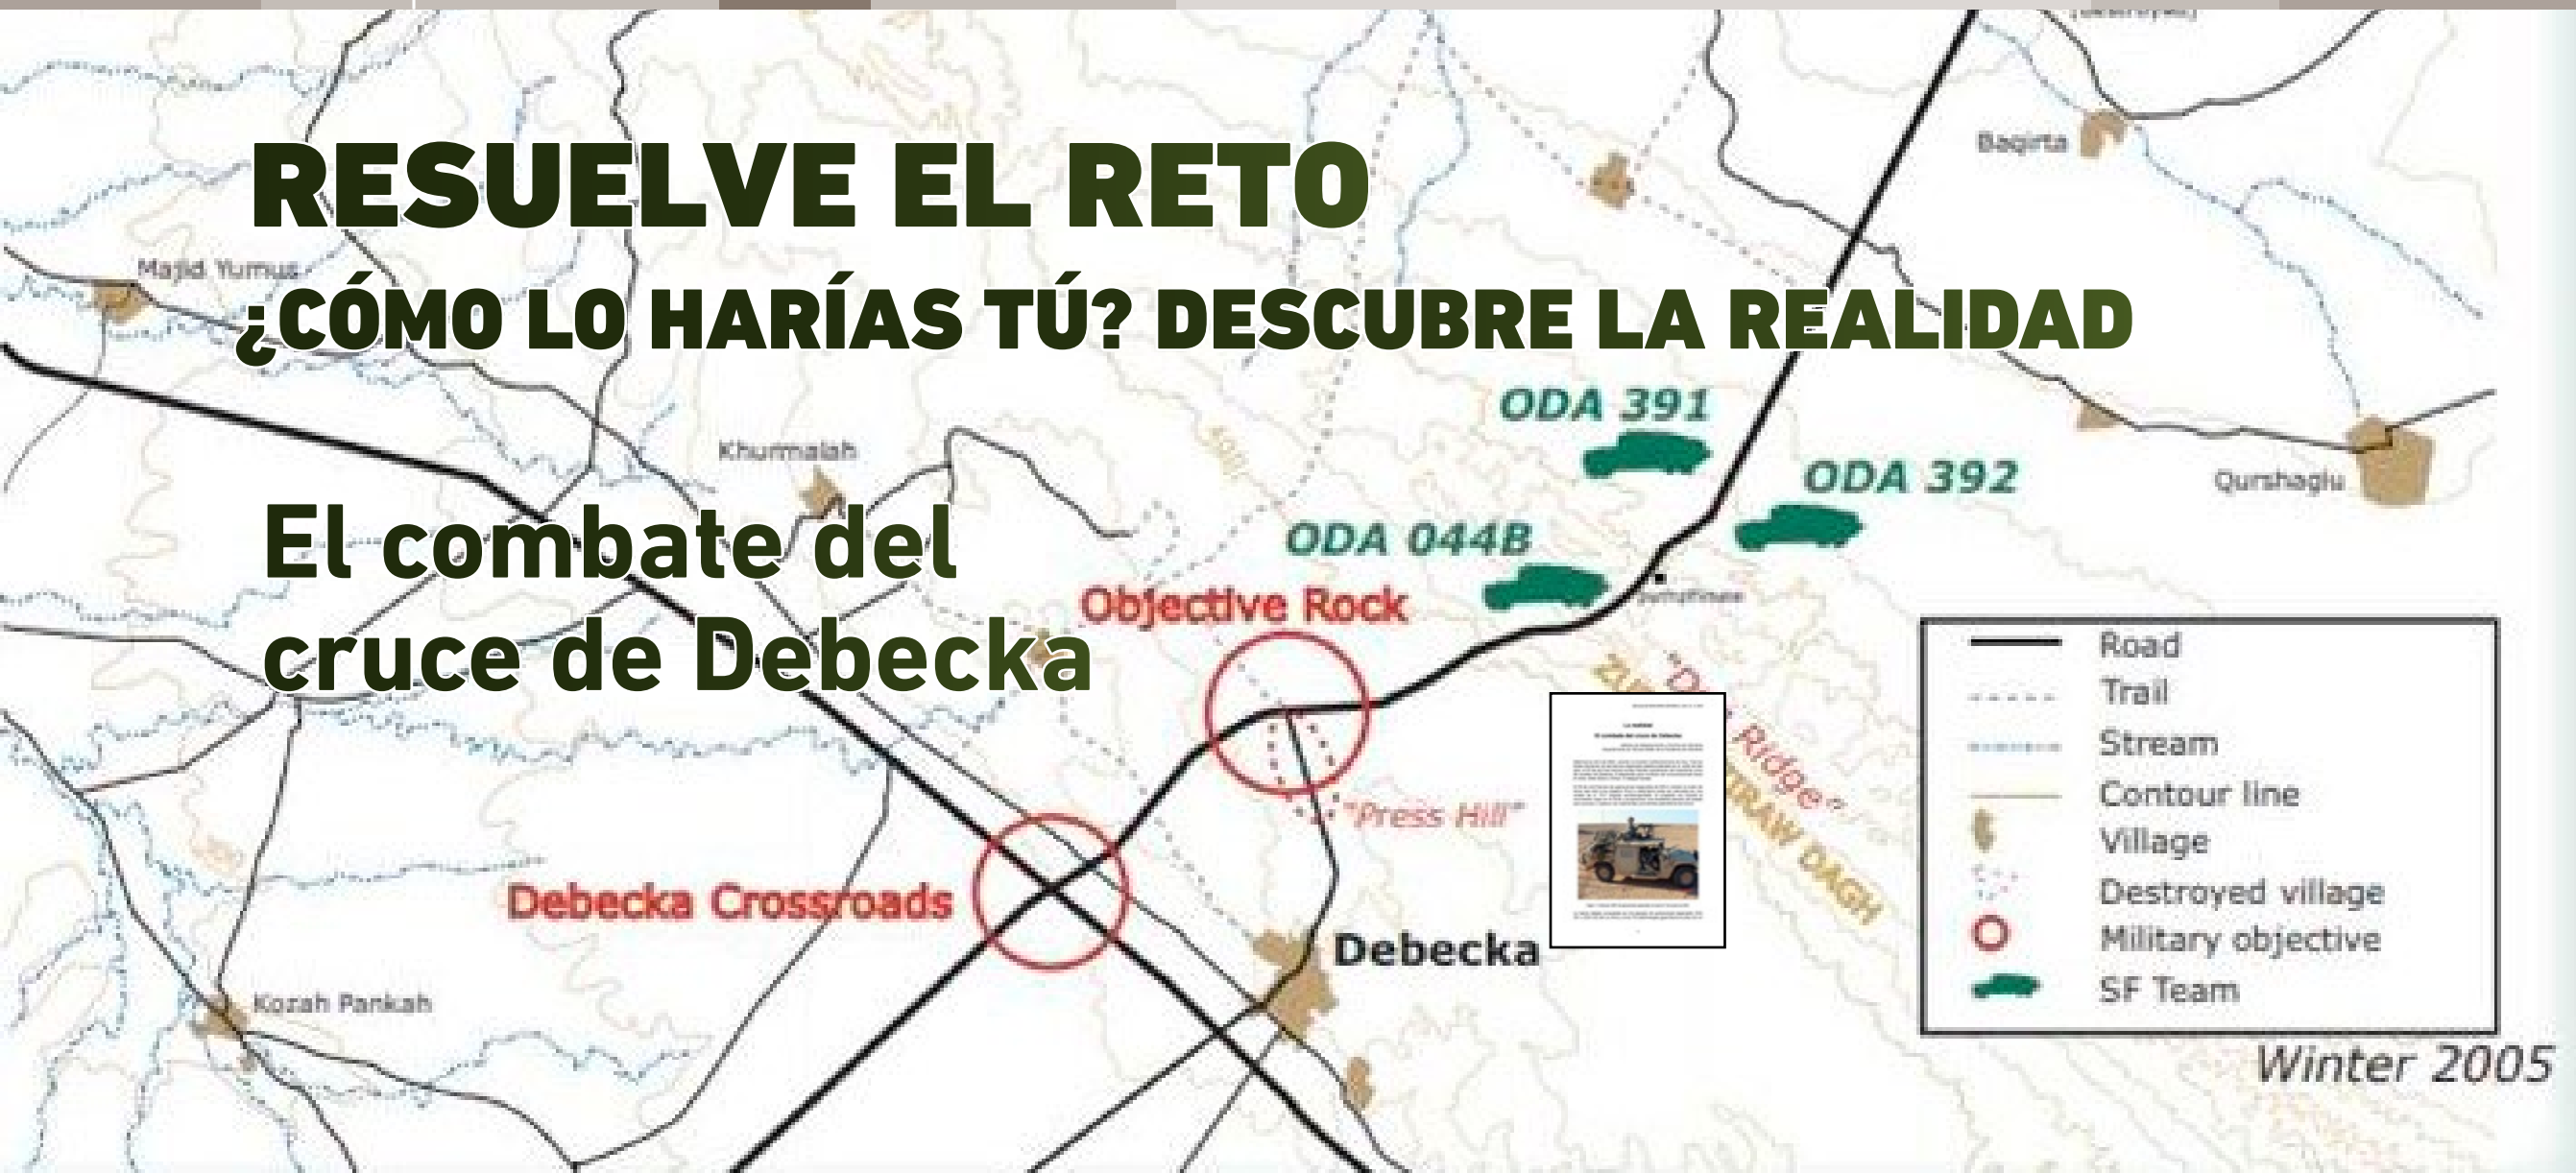 RESUELVE EL RETO
¿CÓMO LO HARÍAS TÚ? DESCUBRE LA REALIDAD
El combate del
cruce de Debecka
Baqirta
Majid Yumus
ODA 391
Khurmalah
ODA 392
Qurshaglu
ODA 044B
Objective Rock
Ridge"
"Press Hill"
DAGH
Debecka Crossroads
Debecka
Kozah Pankah
Road
Trail
Stream
Contour line
Village
Destroyed village
Military objective
SF Team
Winter 2005